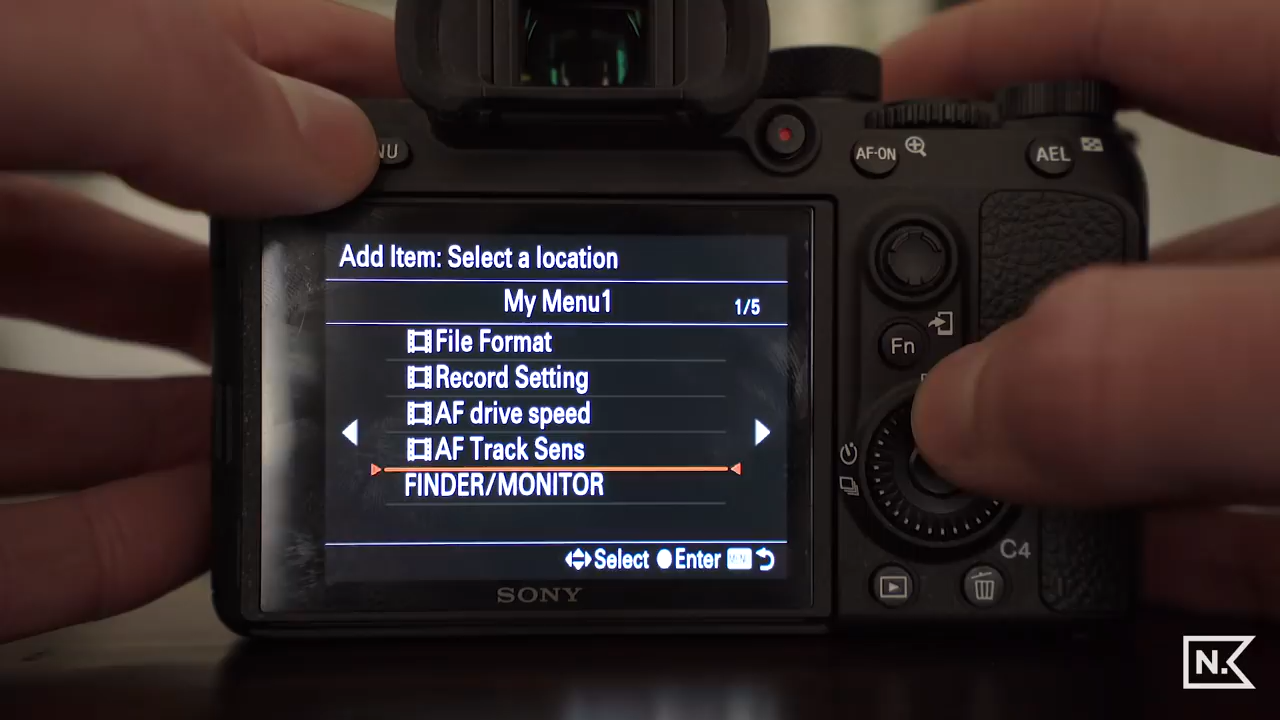 NU
AF-ON
AEL
Add Item: Select a location
My Menu1 1/5
File Format
Record Setting
AF drive speed
AF Track Sens
FINDER/MONITOR
Select Enter MENU
Fn
C4
SONY
N.